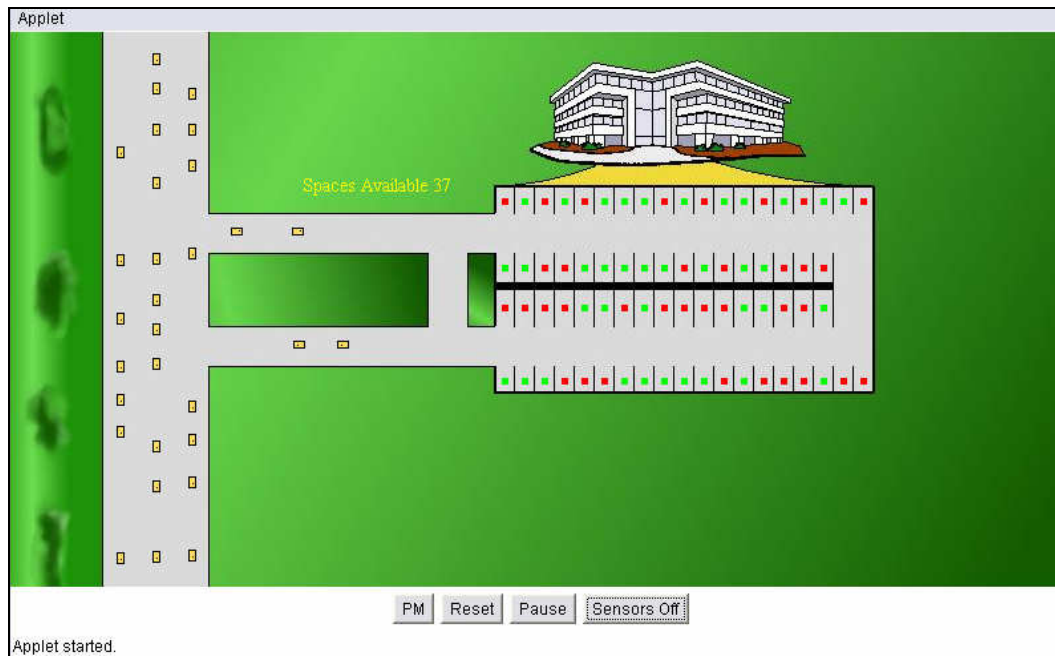 Applet
Spaces Available 37
PM Reset Pause Sensors Off
Applet started.